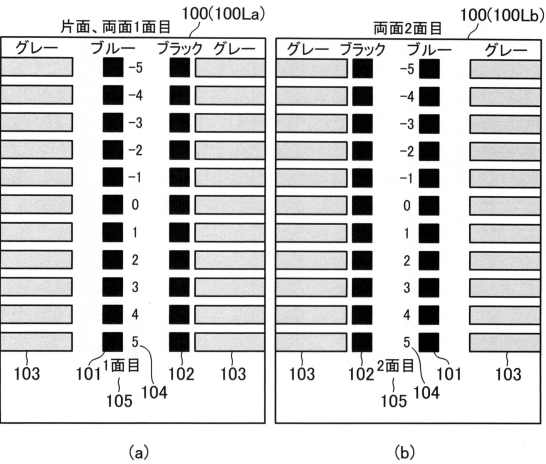 100(100La)
片面、両面1面目
グレー ブルー ブラック グレー
-5
-4
-3
-2
-1
0
1
2
3
4
5
103 101 1面目 104 102 103
105
(a)
100(100Lb)
両面2面目
グレー ブラック ブルー グレー
-5
-4
-3
-2
-1
0
1
2
3
4
5
103 102 2面目 104 101 103
105
(b)